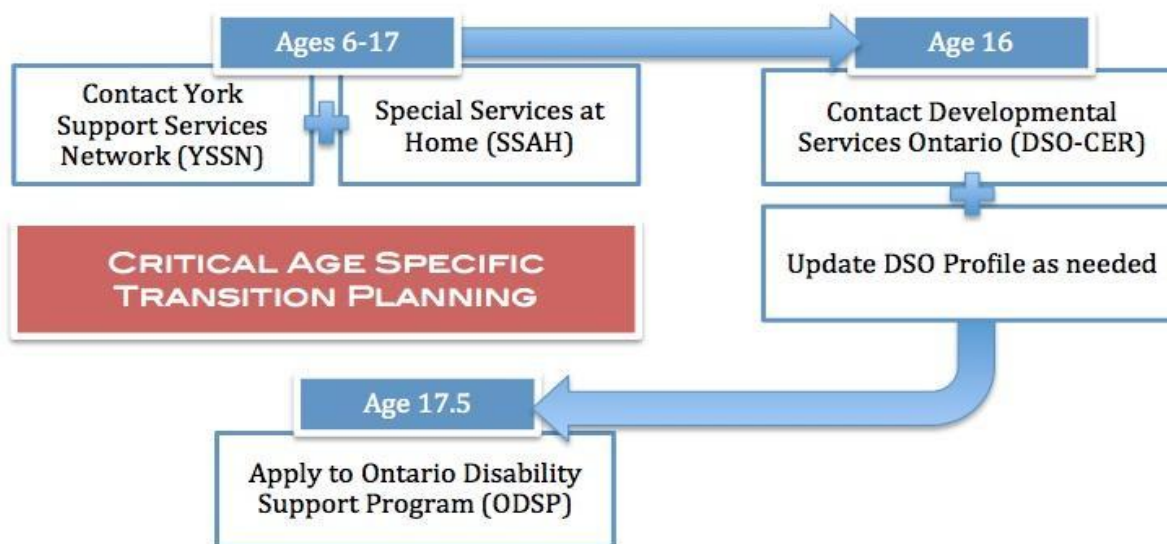 Ages 6-17
Contact York
Support Services
Network (YSSN)
Special Services at
Home (SSAH)
Age 16
Contact Developmental
Services Ontario (DSO-CER)
Update DSO Profile as needed
CRITICAL AGE SPECIFIC
TRANSITION PLANNING
Age 17.5
Apply to Ontario Disability
Support Program (ODSP)